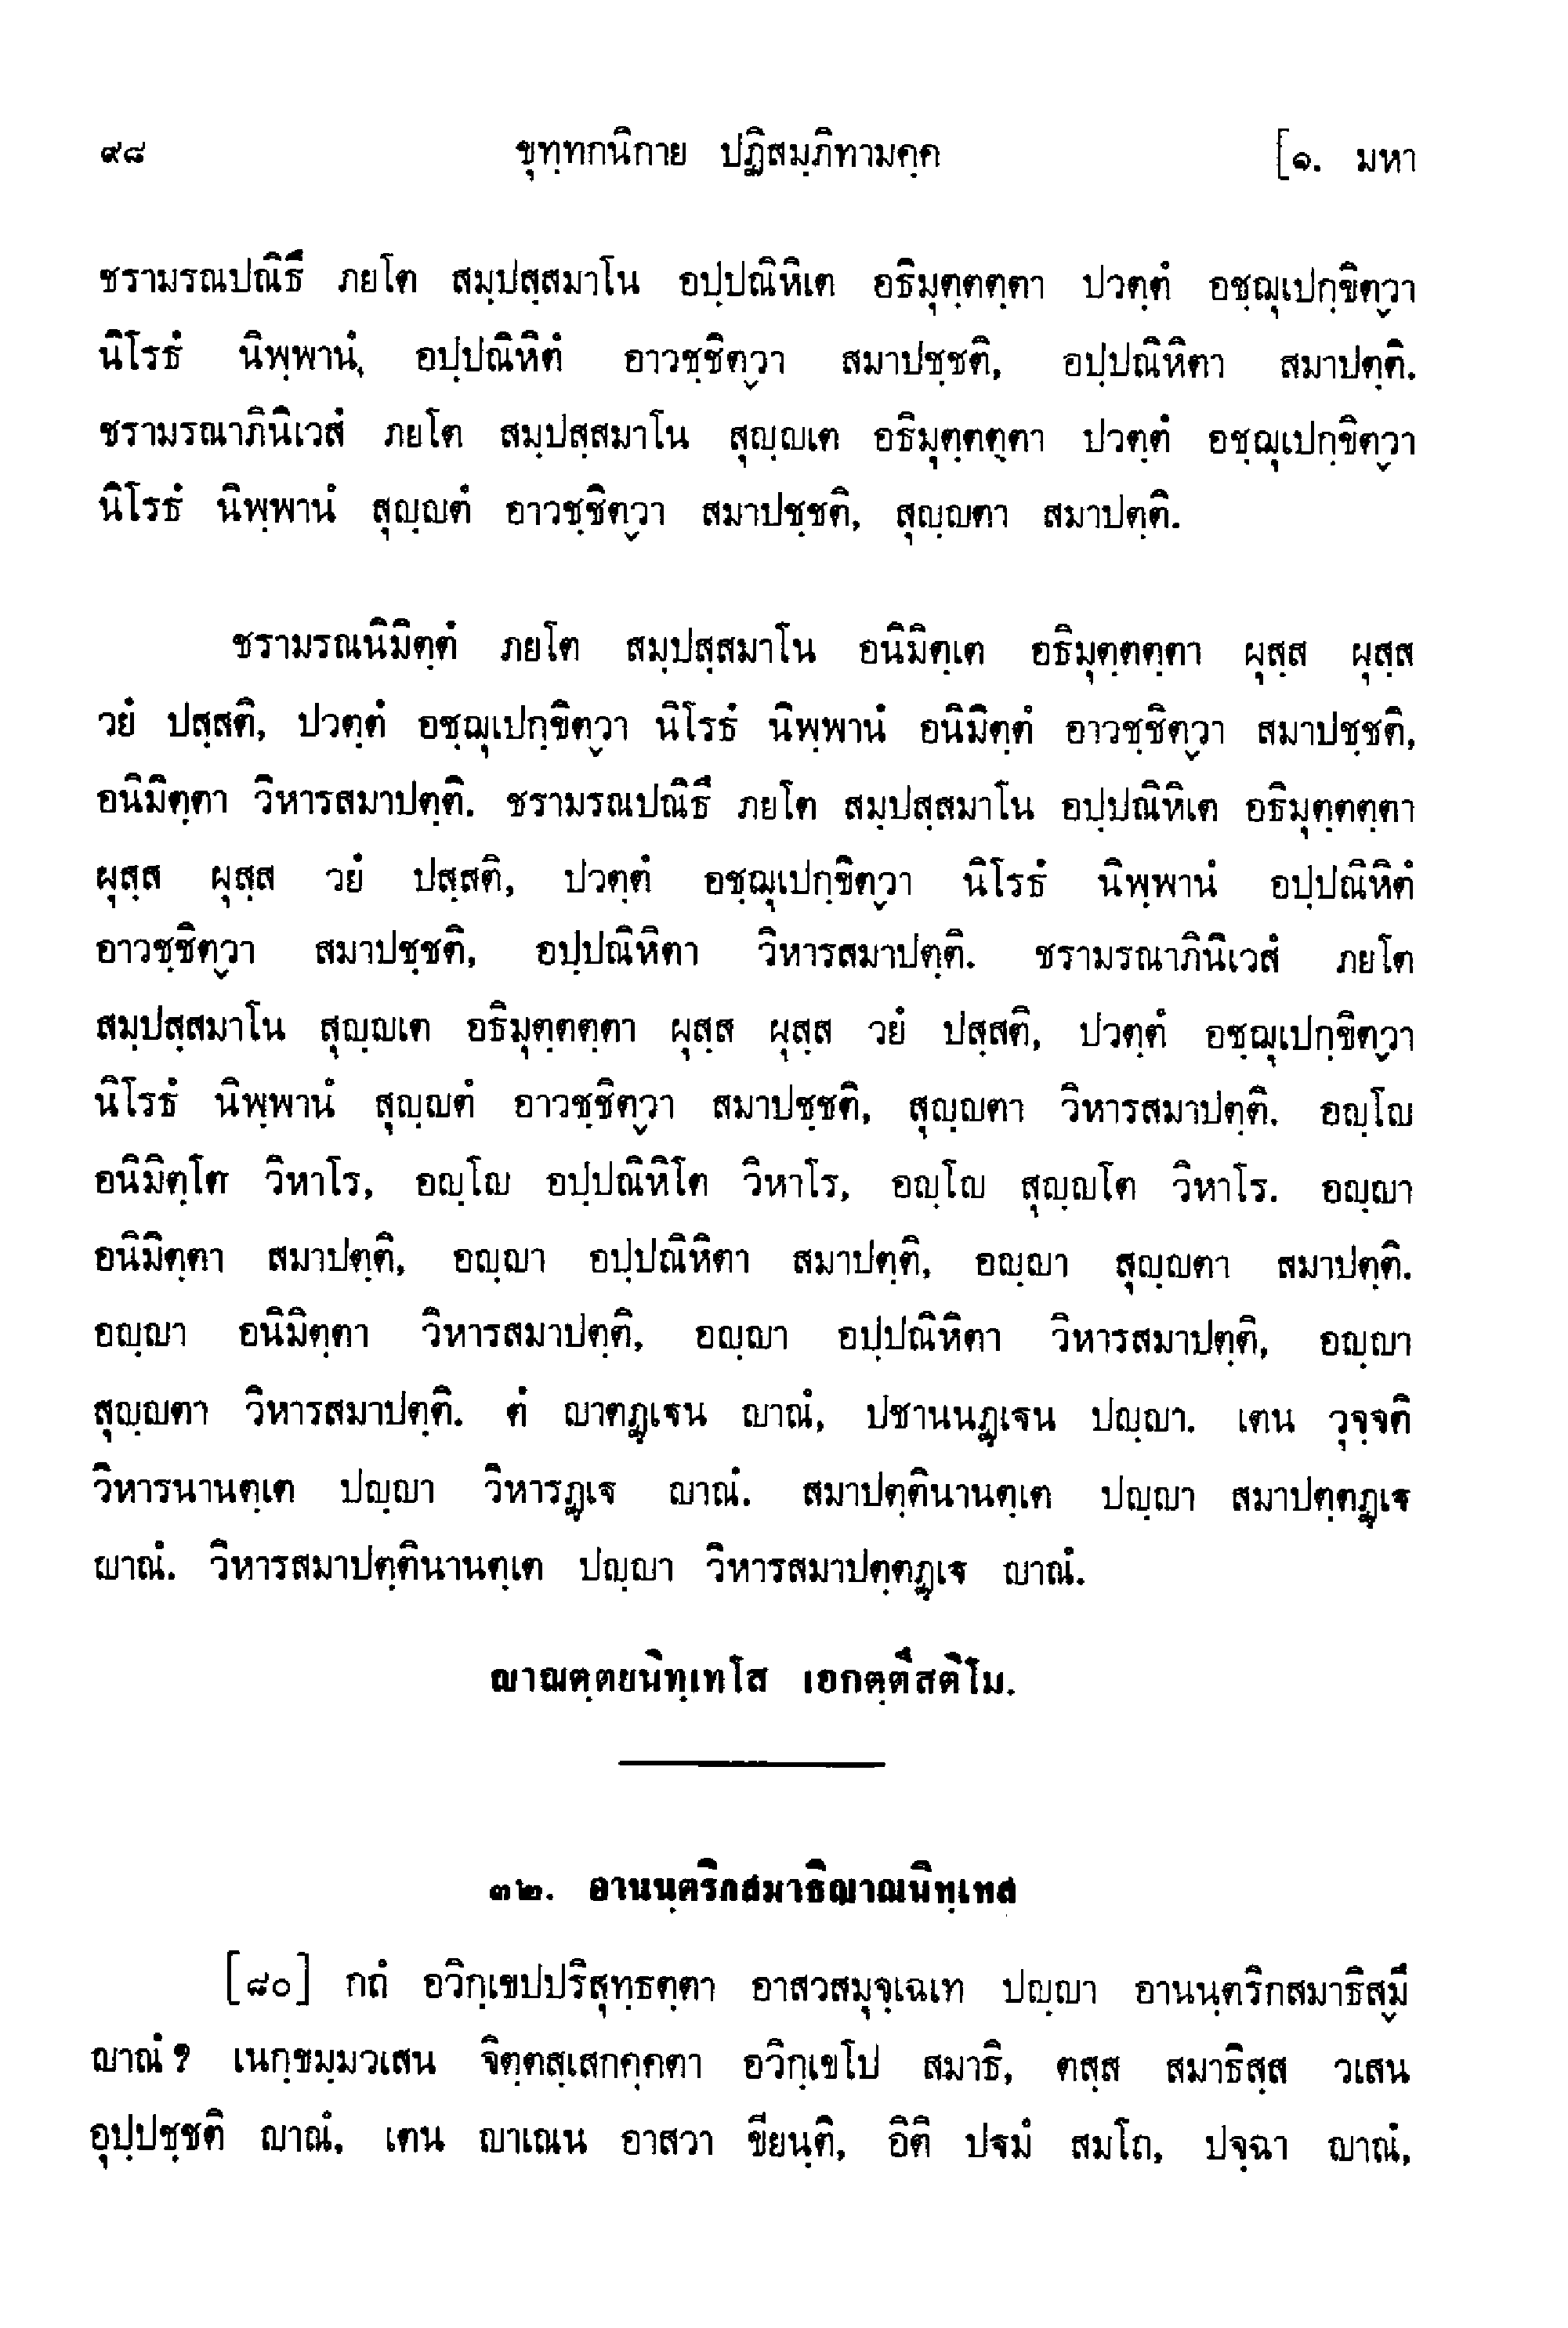 ๙๘ ขุทฺทกนิกาย ปฏิสมฺภิทามคฺค [๑. มหา
ชรามรณปณิธึ ภยโต สมฺปสฺสมาโน อปฺปณิหิเต อธิมุตฺตตฺตา ปวตฺตํ อชฺฌุเปกฺขิตฺวา
นิโรธํ นิพฺพานํ, อปฺปณิหิตํ อาวชฺชิตฺวา สมาปชฺชติ, อปฺปณิหิตา สมาปตฺติ.
ชรามรณาภินิเวสํ ภยโต สมฺปสฺสมาโน สุญฺญเต อธิมุตฺตตฺตา ปวตฺตํ อชฺฌุเปกฺขิตฺวา
นิโรธํ นิพฺพานํ สุญฺญตํ อาวชฺชิตฺวา สมาปชฺชติ, สุญฺญตา สมาปตฺติ.
ชรามรณนิมิตฺตํ ภยโต สมฺปสฺสมาโน อนิมิตฺเต อธิมุตฺตตฺตา ผุสฺส ผุสฺส
วยํ ปสฺสติ, ปวตฺตํ อชฺฌุเปกฺขิตฺวา นิโรธํ นิพฺพานํ อนิมิตฺตํ อาวชฺชิตฺวา สมาปชฺชติ,
อนิมิตฺตา วิหารสมาปตฺติ. ชรามรณปณิธึ ภยโต สมฺปสฺสมาโน อปฺปณิหิเต อธิมุตฺตตฺตา
ผุสฺส ผุสฺส วยํ ปสฺสติ, ปวตฺตํ อชฺฌุเปกฺขิตฺวา นิโรธํ นิพฺพานํ อปฺปณิหิตํ
อาวชฺชิตฺวา สมาปชฺชติ, อปฺปณิหิตา วิหารสมาปตฺติ. ชรามรณาภินิเวสํ ภยโต
สมฺปสฺสมาโน สุญฺญเต อธิมุตฺตตฺตา ผุสฺส ผุสฺส วยํ ปสฺสติ, ปวตฺตํ อชฺฌุเปกฺขิตฺวา
นิโรธํ นิพฺพานํ สุญฺญตํ อาวชฺชิตฺวา สมาปชฺชติ, สุญฺญตา วิหารสมาปตฺติ. อญฺโญ
อนิมิตฺโต วิหาโร, อญฺโญ อปฺปณิหิโต วิหาโร, อญฺโญ สุญฺญโต วิหาโร. อญฺญา
อนิมิตฺตา สมาปตฺติ, อญฺญา อปฺปณิหิตา สมาปตฺติ, อญฺญา สุญฺญตา สมาปตฺติ.
อญฺญา อนิมิตฺตา วิหารสมาปตฺติ, อญฺญา อปฺปณิหิตา วิหารสมาปตฺติ, อญฺญา
สุญฺญตา วิหารสมาปตฺติ. ตํ ญาตฏฺเฐน ญาณํ, ปชานนฏฺเฐน ปญฺญา. เตน วุจฺจติ
วิหารนานตฺเต ปญฺญา วิหารฏฺเฐ ญาณํ. สมาปตฺตินานตฺเต ปญฺญา สมาปตฺตฏฺเฐ
ญาณํ. วิหารสมาปตฺตินานตฺเต ปญฺญา วิหารสมาปตฺตฏฺเฐ ญาณํ.
ญาณตฺตยนิทฺเทโส เอกตฺตึสติโม.
๓๒. อานนฺตริกสมาธิญาณนิทฺเทส
[๘๐] กถํ อวิกฺเขปปริสุทฺธตฺตา อาสวสมุจฺเฉเท ปญฺญา อานนฺตริกสมาธิสฺมึ
ญาณํ? เนกฺขมฺมวเสน จิตฺตสฺเสกคฺคตา อวิกฺเขโป สมาธิ, ตสฺส สมาธิสฺส วเสน
อุปฺปชฺชติ ญาณํ, เตน ญาเณน อาสวา ขียนฺติ, อิติ ปฐมํ สมโถ, ปจฺฉา ญาณํ,